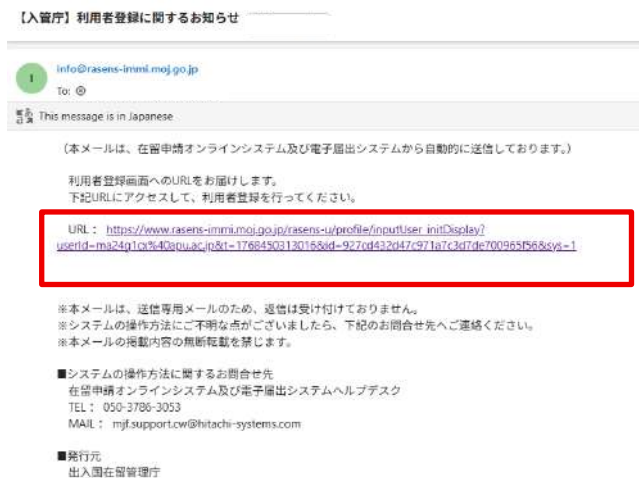 【入管庁】利用者登録に関するお知らせ
I
info@rasens-immi.moj.go.jp
To:
This message is in Japanese
（本メールは、在留申請オンラインシステム及び電子届出システムから自動的に送信しております。）
利用者登録画面へのURLをお届けします。
下記URLにアクセスして、利用者登録を行ってください。
URL： https://www.rasens-immi.moj.go.jp/rasens-u/profile/inputUser_initDisplay?
userId=ma24g1cx%40apu.ac.jp&t=1768450313016&id=927cd432d47c971a7c3d7de700965f56&sys=1
※本メールは、送信専用メールのため、返信は受け付けておりません。
※システムの操作方法にご不明な点がございましたら、下記のお問合せ先へご連絡ください。
※本メールの掲載内容の無断転載を禁じます。
■システムの操作方法に関するお問合せ先
在留申請オンラインシステム及び電子届出システムヘルプデスク
TEL： 050-3786-3053
MAIL： mjf.support.cw@hitachi-systems.com
■発行元
出入国在留管理庁